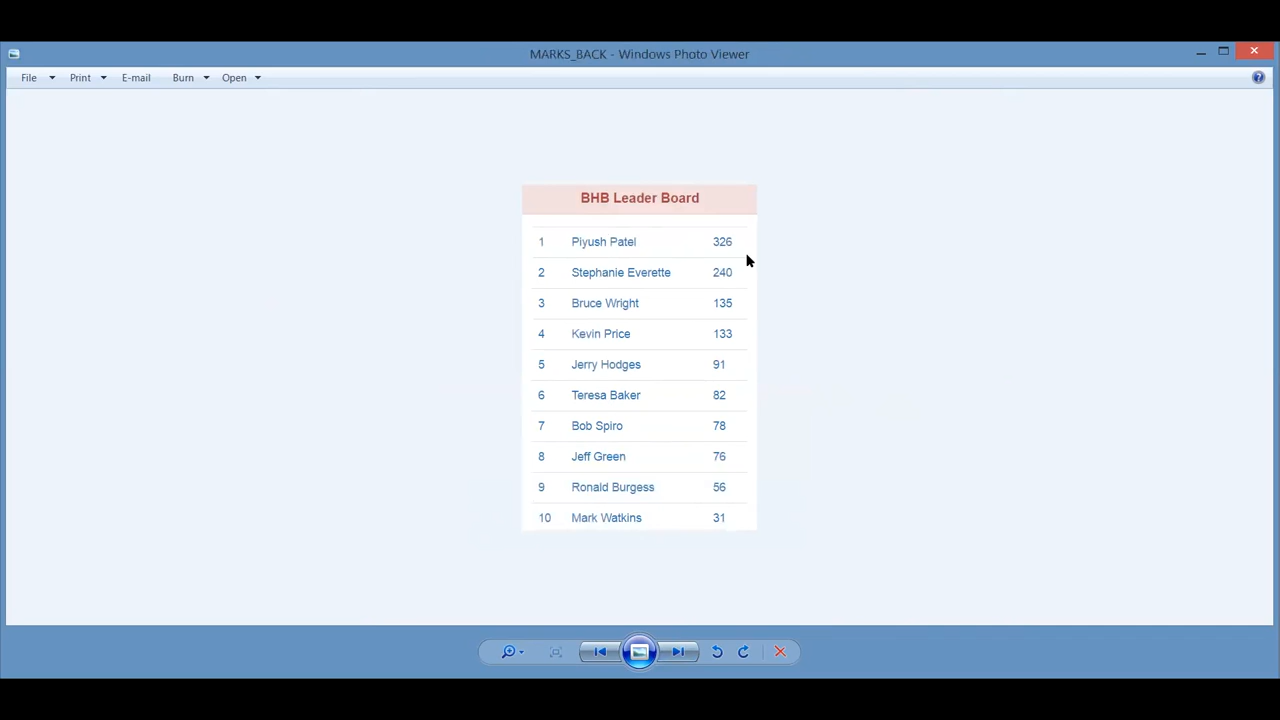 MARKS_BACK - Windows Photo Viewer
File Print E-mail Burn Open
BHB Leader Board
1 Piyush Patel 326
2 Stephanie Everette 240
3 Bruce Wright 135
4 Kevin Price 133
5 Jerry Hodges 91
6 Teresa Baker 82
7 Bob Spiro 78
8 Jeff Green 76
9 Ronald Burgess 56
10 Mark Watkins 31